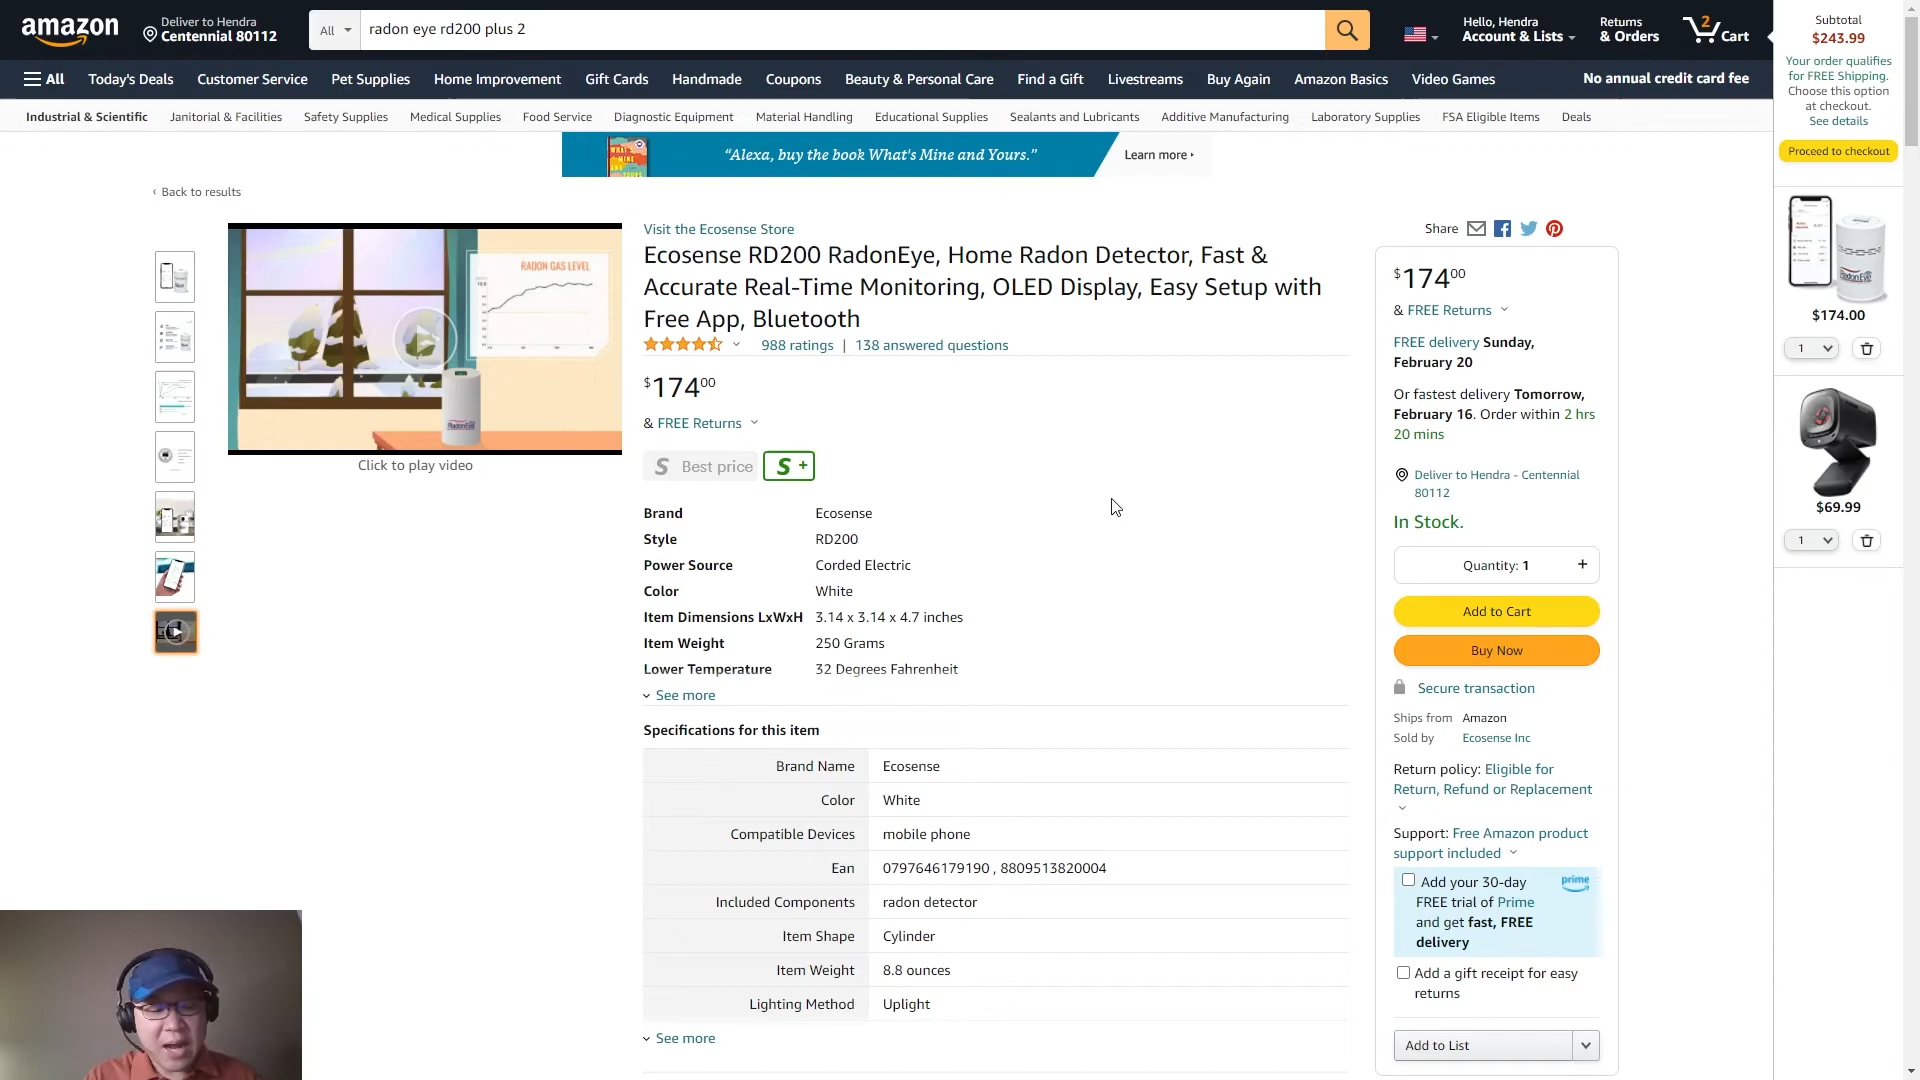 amazon
Deliver to Hendra
Centennial 80112
All
radon eye rd200 plus 2
Hello, Hendra
Account & Lists
Returns
& Orders
2
Cart
All
Today's Deals
Customer Service
Pet Supplies
Home Improvement
Gift Cards
Handmade
Coupons
Beauty & Personal Care
Find a Gift
Livestreams
Buy Again
Amazon Basics
Video Games
No annual credit card fee
Industrial & Scientific
Janitorial & Facilities
Safety Supplies
Medical Supplies
Food Service
Diagnostic Equipment
Material Handling
Educational Supplies
Sealants and Lubricants
Additive Manufacturing
Laboratory Supplies
FSA Eligible Items
Deals
“Alexa, buy the book What's Mine and Yours.”
Learn more ›
‹ Back to results
RADON GAS LEVEL
RadonEye
Click to play video
Visit the Ecosense Store
Ecosense RD200 RadonEye, Home Radon Detector, Fast &
Accurate Real-Time Monitoring, OLED Display, Easy Setup with
Free App, Bluetooth
988 ratings | 138 answered questions
$174 00
& FREE Returns
S Best price
S +
Brand Ecosense
Style RD200
Power Source Corded Electric
Color White
Item Dimensions LxWxH 3.14 x 3.14 x 4.7 inches
Item Weight 250 Grams
Lower Temperature 32 Degrees Fahrenheit
See more
Specifications for this item
Brand Name Ecosense
Color White
Compatible Devices mobile phone
Ean 0797646179190 , 8809513820004
Included Components radon detector
Item Shape Cylinder
Item Weight 8.8 ounces
Lighting Method Uplight
See more
Share
$174 00
& FREE Returns
FREE delivery Sunday,
February 20
Or fastest delivery Tomorrow,
February 16. Order within 2 hrs
20 mins
Deliver to Hendra - Centennial
80112
In Stock.
Quantity: 1 +
Add to Cart
Buy Now
Secure transaction
Ships from Amazon
Sold by Ecosense Inc
Return policy: Eligible for
Return, Refund or Replacement
Support: Free Amazon product
support included
Add your 30-day
FREE trial of Prime
and get fast, FREE
delivery
prime
Add a gift receipt for easy
returns
Add to List
Subtotal
$243.99
Your order qualifies
for FREE Shipping.
Choose this option
at checkout.
See details
Proceed to checkout
RadonEye
$174.00
1
$69.99
1